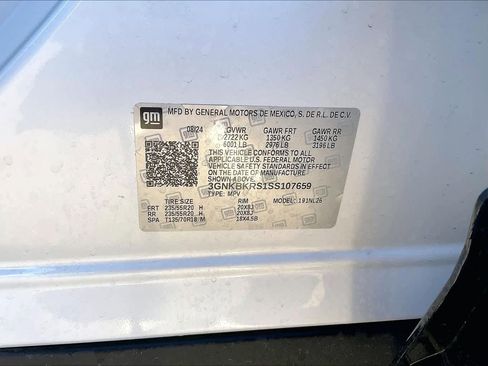 gm
MFD BY GENERAL MOTORS DE MEXICO, S. DE R.L. DE C.V.
08/24 GVWR GAWR FRT GAWR RR
2722 KG 1350 KG 1450 KG
6001 LB 2976 LB 3196 LB
THIS VEHICLE CONFORMS TO ALL
APPLICABLE U.S. FEDERAL MOTOR
VEHICLE SAFETY STANDARDS IN
EFFECT ON THE DATE OF
MANUFACTURE SHOWN ABOVE.
3GNKBKRS1SS107659
TYPE: MPV MODEL: 1
TIRE SIZE RIM
FRT 235/55R20 H 20X8J
RR 235/55R20 H 20X8J
SPA T135/70R18 M 18X4.5B